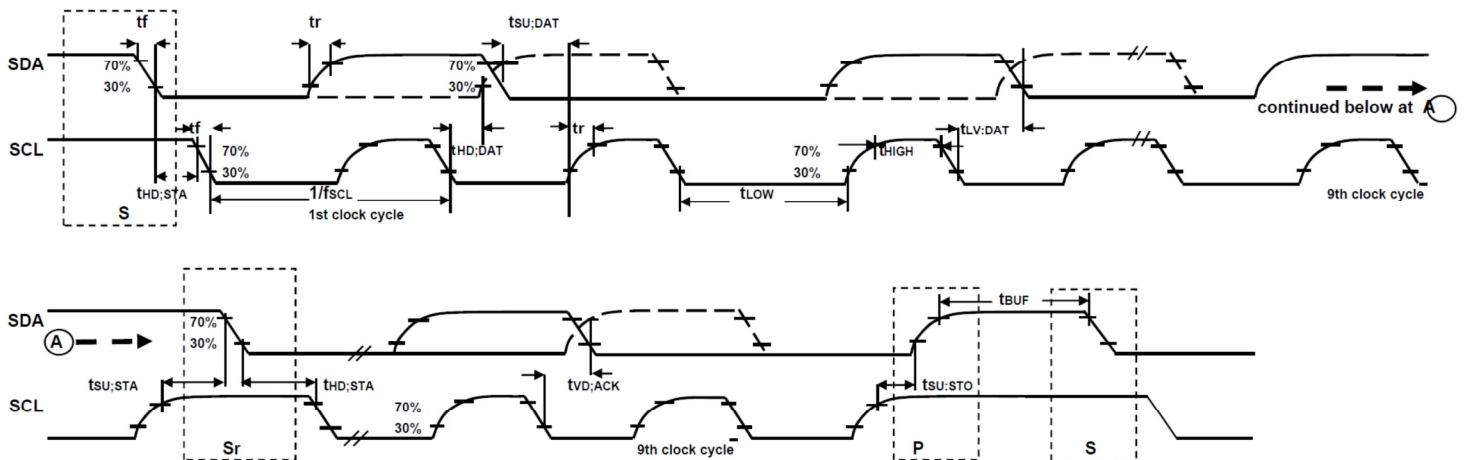 tf tr tSU;DAT
SDA 70% 70%
30% 30%
continued below at A
tf tHD;DAT tr tHIGH tLV:DAT
SCL 70% 70%
30% 30%
tHD;STA 1/fSCL tLOW
S 1st clock cycle 9th clock cycle
tBUF
SDA 70%
A 30%
tSU;STA tHD;STA tVD;ACK tSU:STO
SCL 70%
30%
Sr 9th clock cycle P S